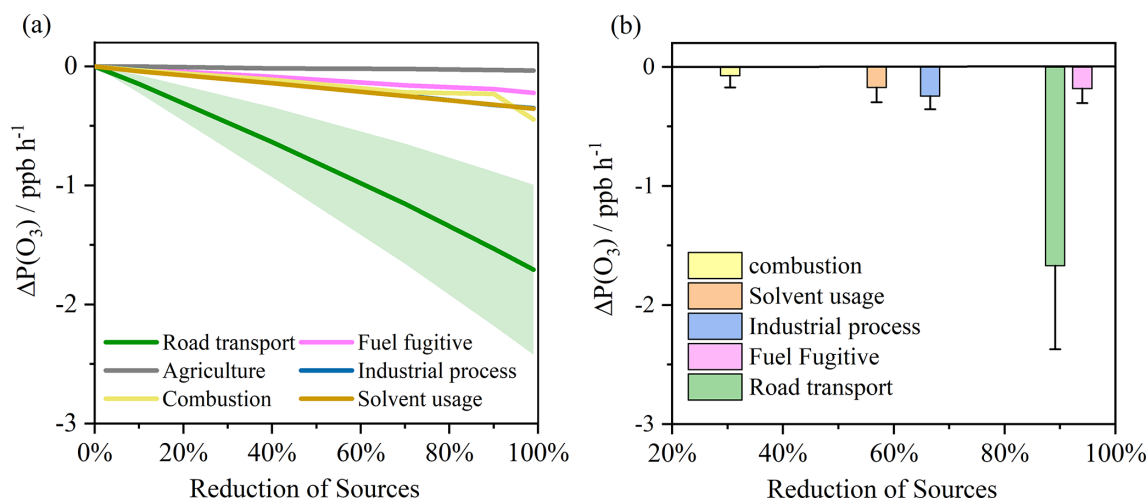 (a)
ΔP(O₃) / ppb h⁻¹
0
-1
-2
-3
Road transport
Fuel fugitive
Agriculture
Industrial process
Combustion
Solvent usage
0%
20%
40%
60%
80%
100%
Reduction of Sources
(b)
ΔP(O₃) / ppb h⁻¹
0
-1
-2
-3
combustion
Solvent usage
Industrial process
Fuel Fugitive
Road transport
20%
40%
60%
80%
100%
Reduction of Sources